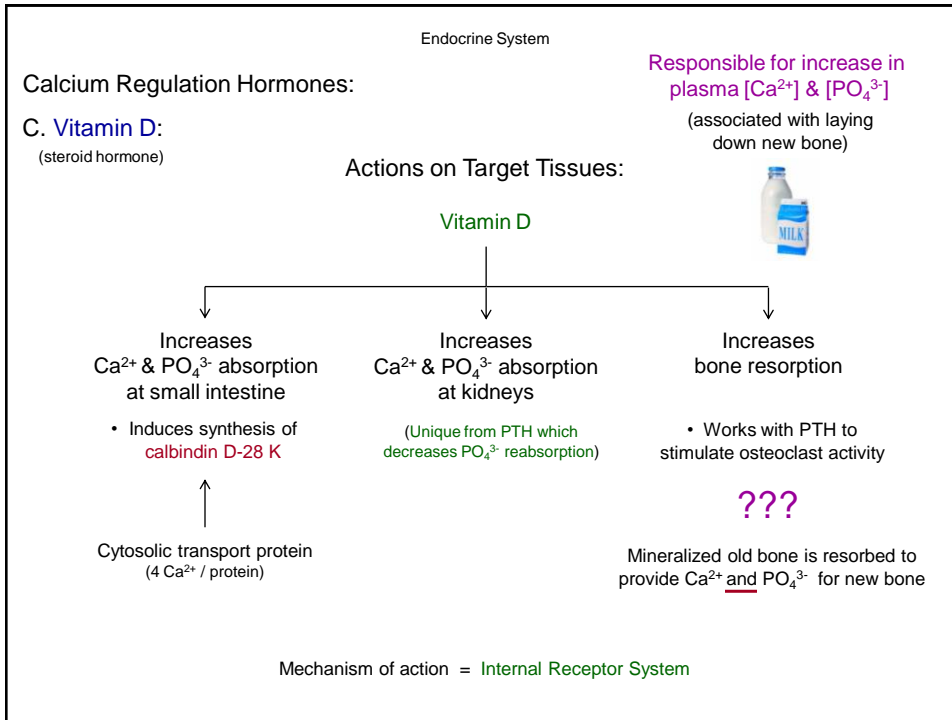 Endocrine System
Calcium Regulation Hormones:
Responsible for increase in
plasma [Ca²⁺] & [PO₄³⁻]
(associated with laying
down new bone)
C. Vitamin D:
(steroid hormone)
MILK
Actions on Target Tissues:
Vitamin D
Increases
Ca²⁺ & PO₄³⁻ absorption
at small intestine
• Induces synthesis of
calbindin D-28 K
Cytosolic transport protein
(4 Ca²⁺ / protein)
Increases
Ca²⁺ & PO₄³⁻ absorption
at kidneys
(Unique from PTH which
decreases PO₄³⁻ reabsorption)
Increases
bone resorption
• Works with PTH to
stimulate osteoclast activity
???
Mineralized old bone is resorbed to
provide Ca²⁺ and PO₄³⁻ for new bone
Mechanism of action = Internal Receptor System